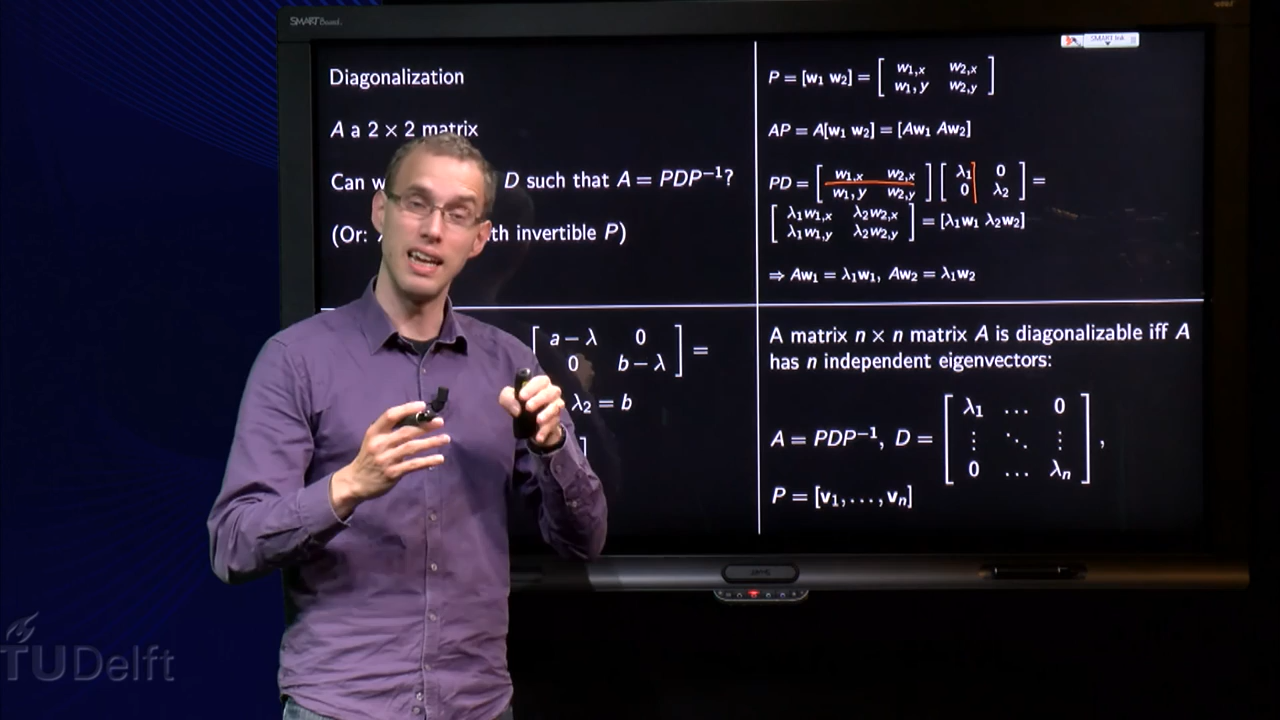 SMART Board
SMART Ink
Diagonalization
A a 2 × 2 matrix
Can w D such that A = PDP⁻¹?
(Or: th invertible P)
P = [w₁ w₂] = [ w₁,ₓ w₂,ₓ
w₁, y w₂,y ]
AP = A[w₁ w₂] = [Aw₁ Aw₂]
PD = [ w₁,ₓ w₂,ₓ ] [ λ₁ 0 ] =
[ w₁, y w₂,y ] [ 0 λ₂ ]
[ λ₁w₁,ₓ λ₂w₂,ₓ
λ₁w₁,y λ₂w₂,y ] = [λ₁w₁ λ₂w₂]
⇒ Aw₁ = λ₁w₁, Aw₂ = λ₁w₂
[ a − λ 0
0 b − λ ] =
λ₂ = b
]
A matrix n × n matrix A is diagonalizable iff A
has n independent eigenvectors:
A = PDP⁻¹, D = [ λ₁ … 0
⋮ ⋱ ⋮
0 … λₙ ] ,
P = [v₁, …, vₙ]
SMART
TUDelft